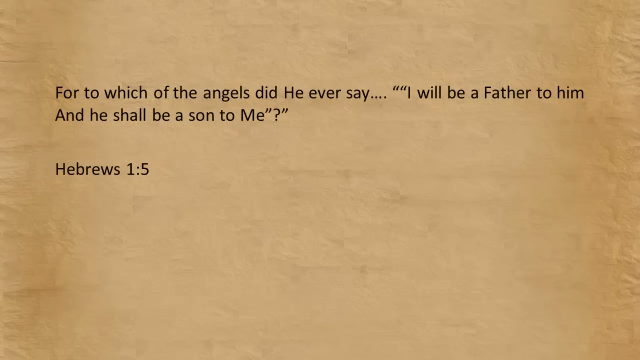 For to which of the angels did He ever say…. ““I will be a Father to him
And he shall be a son to Me”?”
Hebrews 1:5